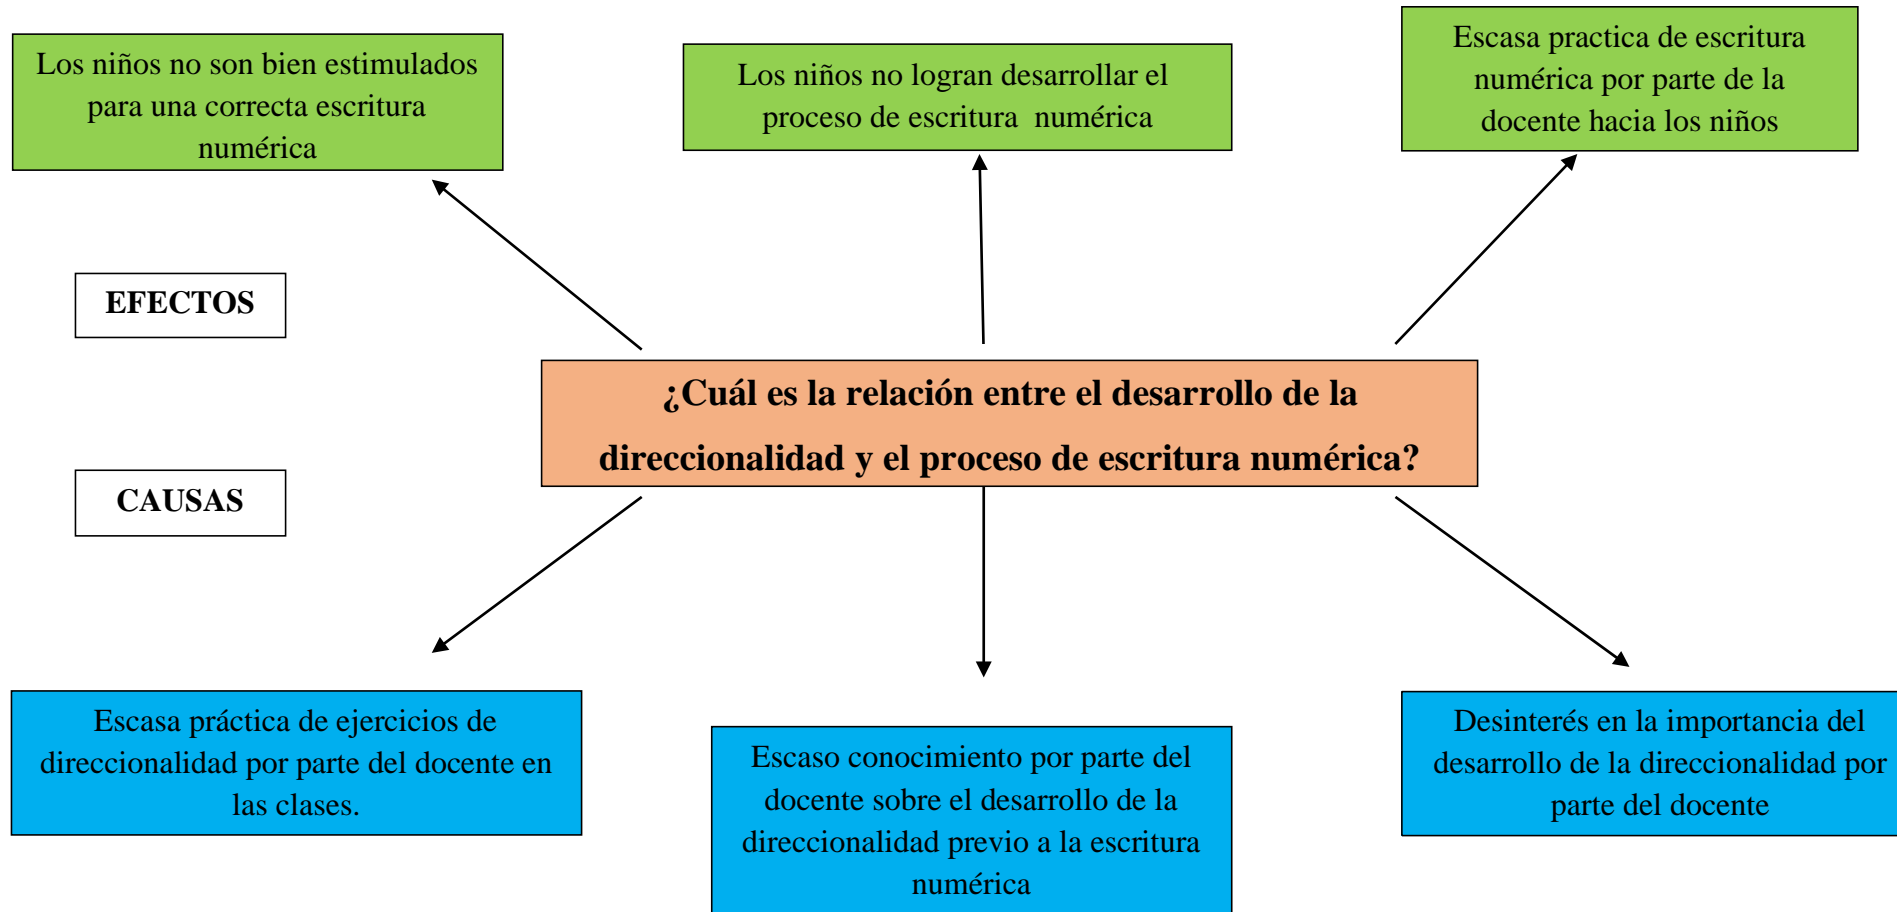 Los niños no son bien estimulados
para una correcta escritura
numérica
Los niños no logran desarrollar el
proceso de escritura numérica
Escasa practica de escritura
numérica por parte de la
docente hacia los niños
EFECTOS
¿Cuál es la relación entre el desarrollo de la
direccionalidad y el proceso de escritura numérica?
CAUSAS
Escasa práctica de ejercicios de
direccionalidad por parte del docente en
las clases.
Escaso conocimiento por parte del
docente sobre el desarrollo de la
direccionalidad previo a la escritura
numérica
Desinterés en la importancia del
desarrollo de la direccionalidad por
parte del docente